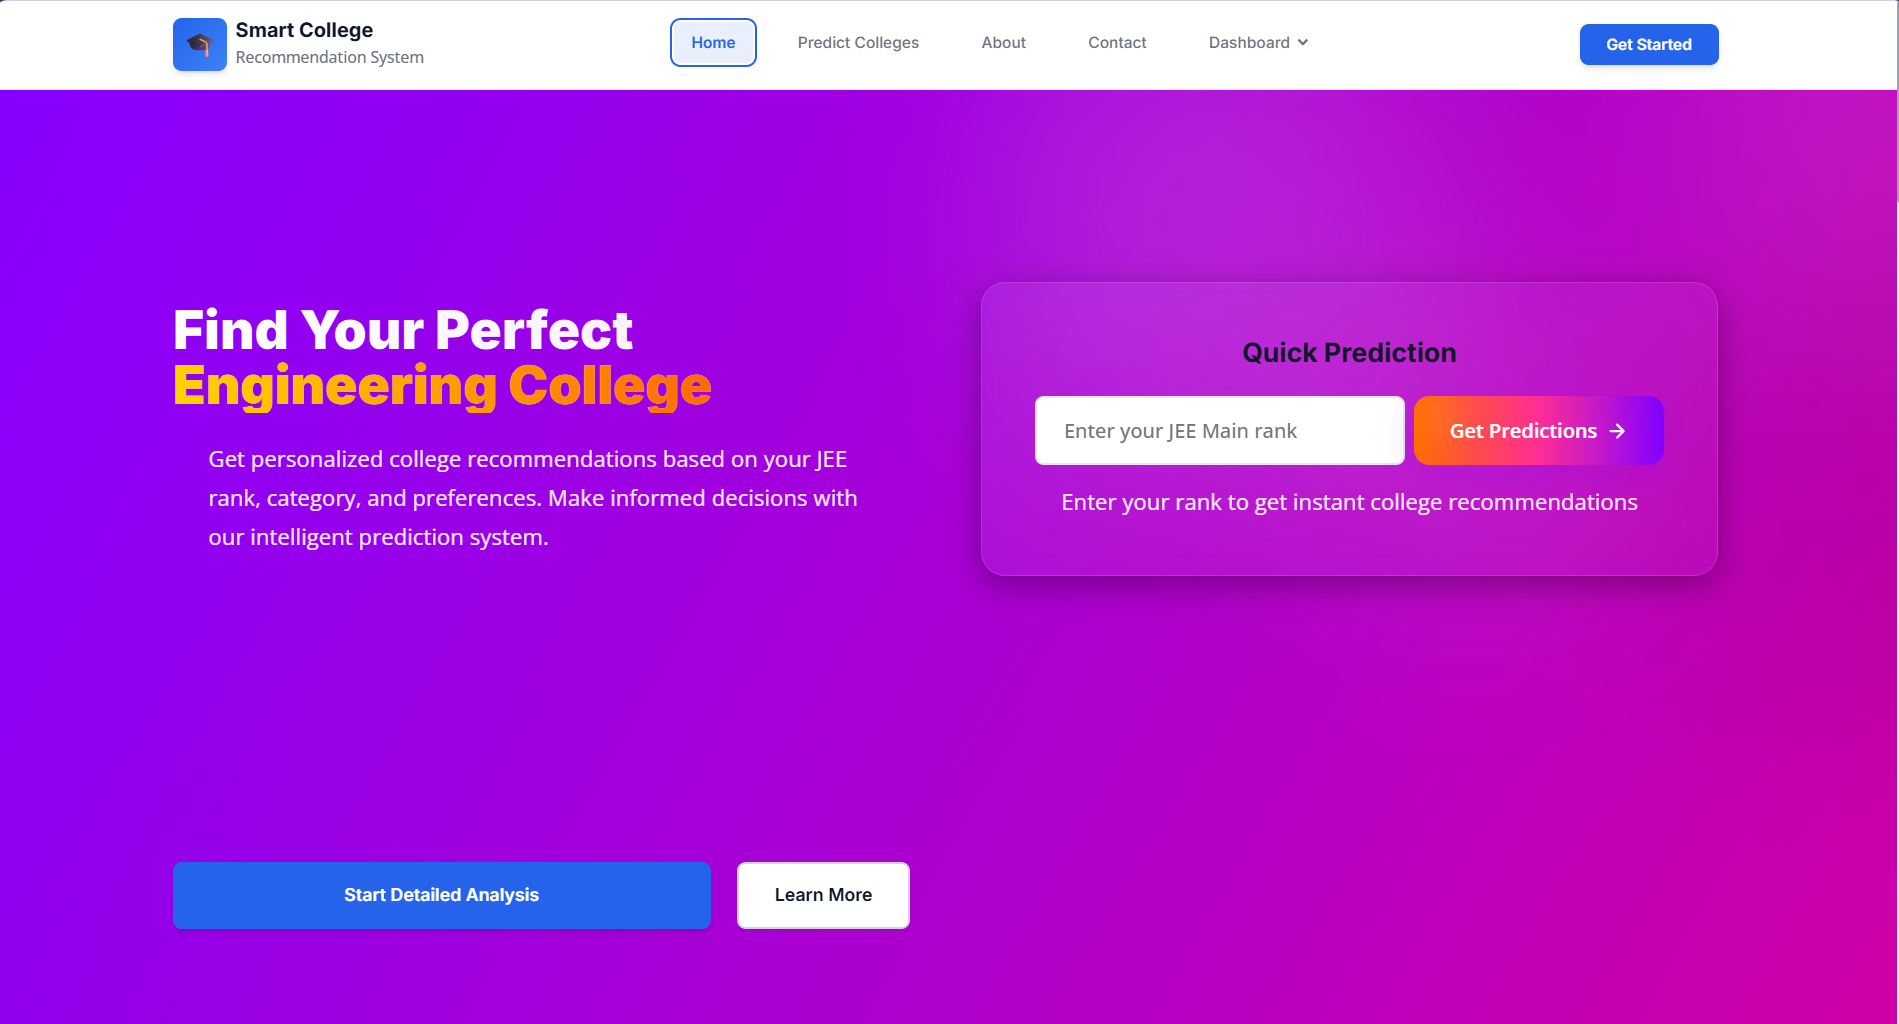 Smart College
Recommendation System
Home
Predict Colleges
About
Contact
Dashboard
Get Started
Find Your Perfect
Engineering College
Get personalized college recommendations based on your JEE
rank, category, and preferences. Make informed decisions with
our intelligent prediction system.
Quick Prediction
Enter your JEE Main rank
Get Predictions →
Enter your rank to get instant college recommendations
Start Detailed Analysis
Learn More